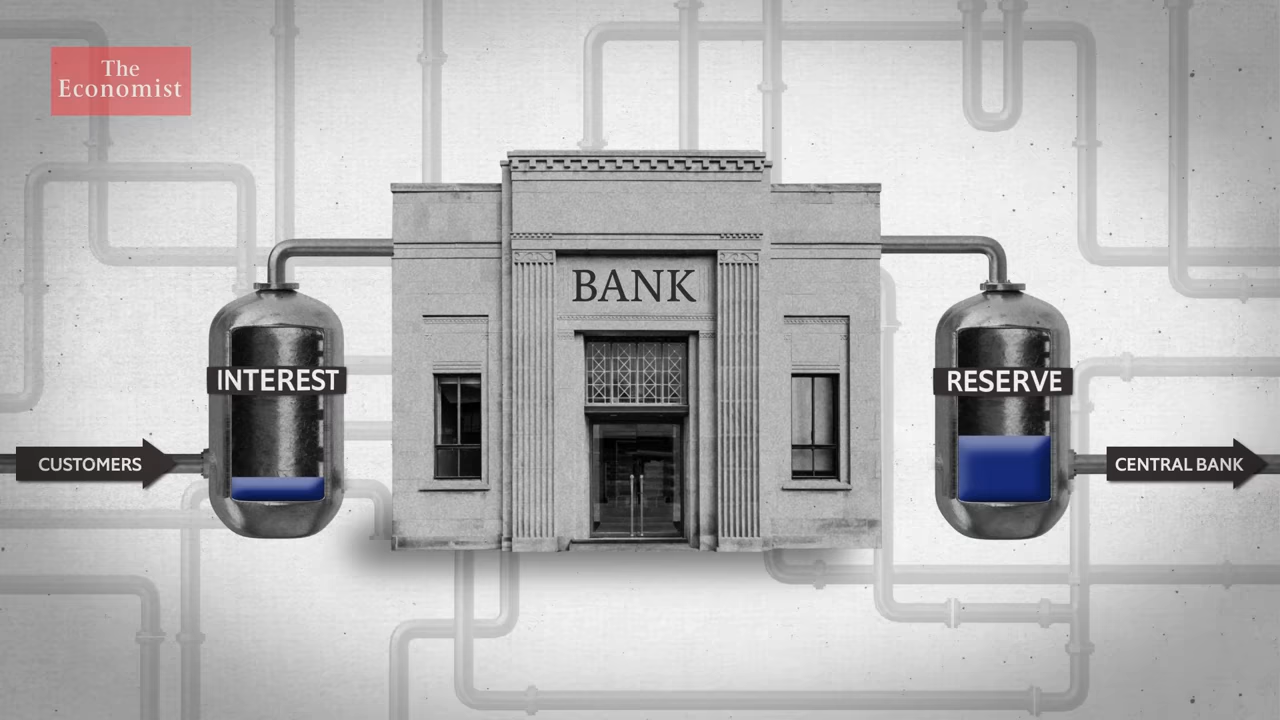 The
Economist
BANK
INTEREST
RESERVE
CUSTOMERS
CENTRAL BANK